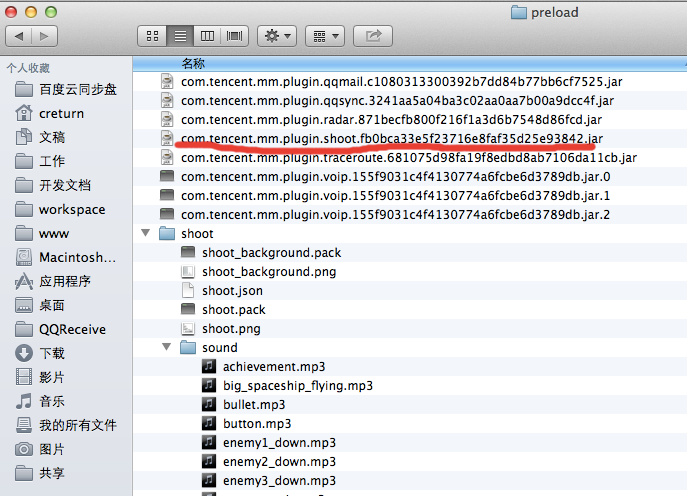 preload
个人收藏
百度云同步盘
creturn
文稿
工作
开发文档
workspace
www
Macintosh...
应用程序
桌面
QQReceive
下载
影片
音乐
我的所有文件
图片
共享
名称
com.tencent.mm.plugin.qqmail.c1080313300392b7dd84b77bb6cf7525.jar
com.tencent.mm.plugin.qqsync.3241aa5a04ba3c02aa0aa7b00a9dcc4f.jar
com.tencent.mm.plugin.radar.871becfb800f216f1a3d6b7548d86fcd.jar
com.tencent.mm.plugin.shoot.fb0bca33e5f23716e8faf35d25e93842.jar
com.tencent.mm.plugin.traceroute.681075d98fa19f8edbd8ab7106da11cb.jar
com.tencent.mm.plugin.voip.155f9031c4f4130774a6fcbe6d3789db.jar.0
com.tencent.mm.plugin.voip.155f9031c4f4130774a6fcbe6d3789db.jar.1
com.tencent.mm.plugin.voip.155f9031c4f4130774a6fcbe6d3789db.jar.2
shoot
shoot_background.pack
shoot_background.png
shoot.json
shoot.pack
shoot.png
sound
achievement.mp3
big_spaceship_flying.mp3
bullet.mp3
button.mp3
enemy1_down.mp3
enemy2_down.mp3
enemy3_down.mp3